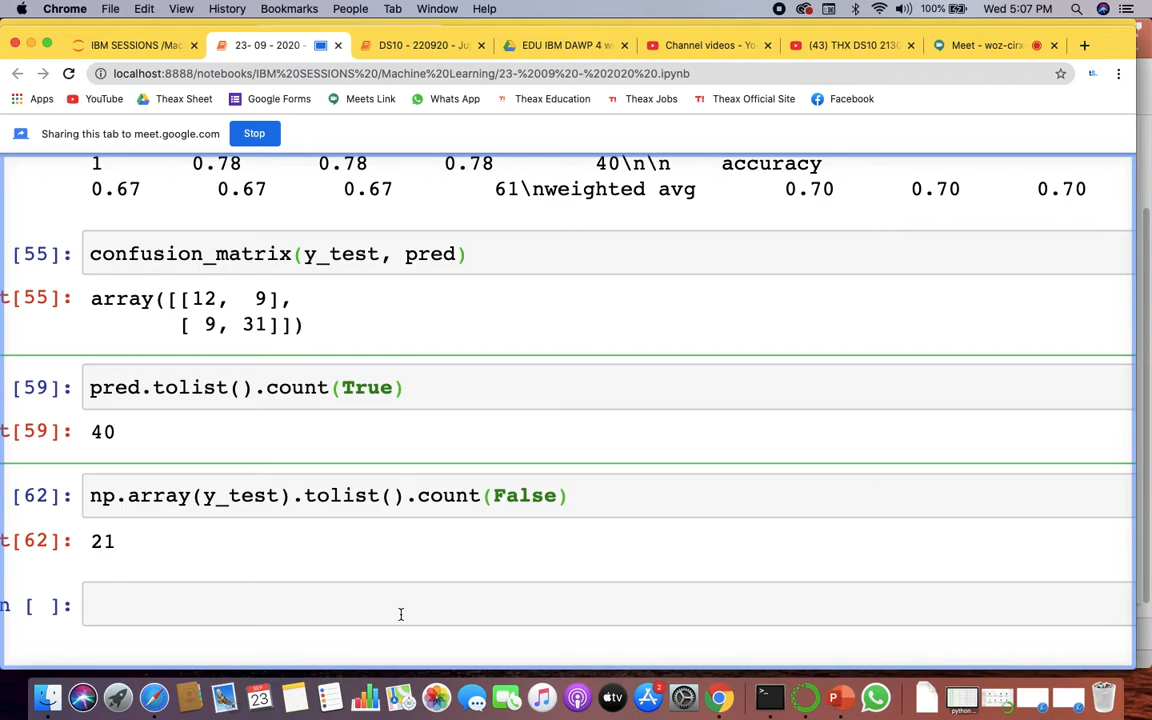 Chrome File Edit View History Bookmarks People Tab Window Help 100% Wed 5:07 PM
IBM SESSIONS /Mac 23- 09 - 2020 - DS10 - 220920 - Ju EDU IBM DAWP 4 w Channel videos - Yo (43) THX DS10 213 Meet - woz-cirx
localhost:8888/notebooks/IBM%20SESSIONS%20/Machine%20Learning/23-%2009%20-%202020%20.ipynb
Apps YouTube Theax Sheet Google Forms Meets Link Whats App Theax Education Theax Jobs Theax Official Site Facebook
Sharing this tab to meet.google.com Stop
1 0.78 0.78 0.78 40\n\n accuracy
0.67 0.67 0.67 61\nweighted avg 0.70 0.70 0.70
[55]: confusion_matrix(y_test, pred)
t[55]: array([[12, 9],
[ 9, 31]])
[59]: pred.tolist().count(True)
t[59]: 40
[62]: np.array(y_test).tolist().count(False)
t[62]: 21
n [ ]:
SEP
23
2
python...